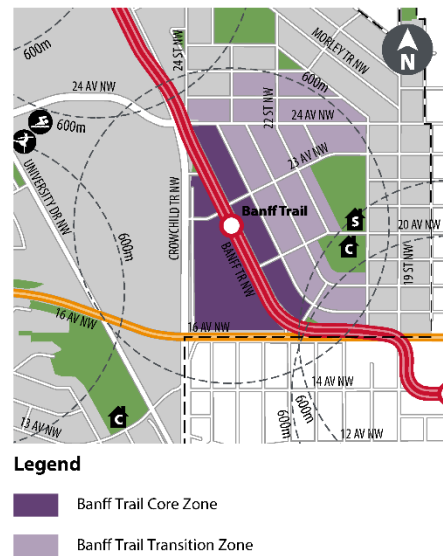 MORLEY TR NW
24 ST NW
600m
N
24 AV NW
22 ST NW
24 AV NW
600m
23 AV NW
UNIVERSITY DR NW
Banff Trail
S
20 AV NW
600m
CROWCHILD TR NW
C
BANFF TR NW
19 ST NW
16 AV NW
16 AV NW
14 AV NW
C
600m
600m
13 AV NW
12 AV NW
Legend
Banff Trail Core Zone
Banff Trail Transition Zone